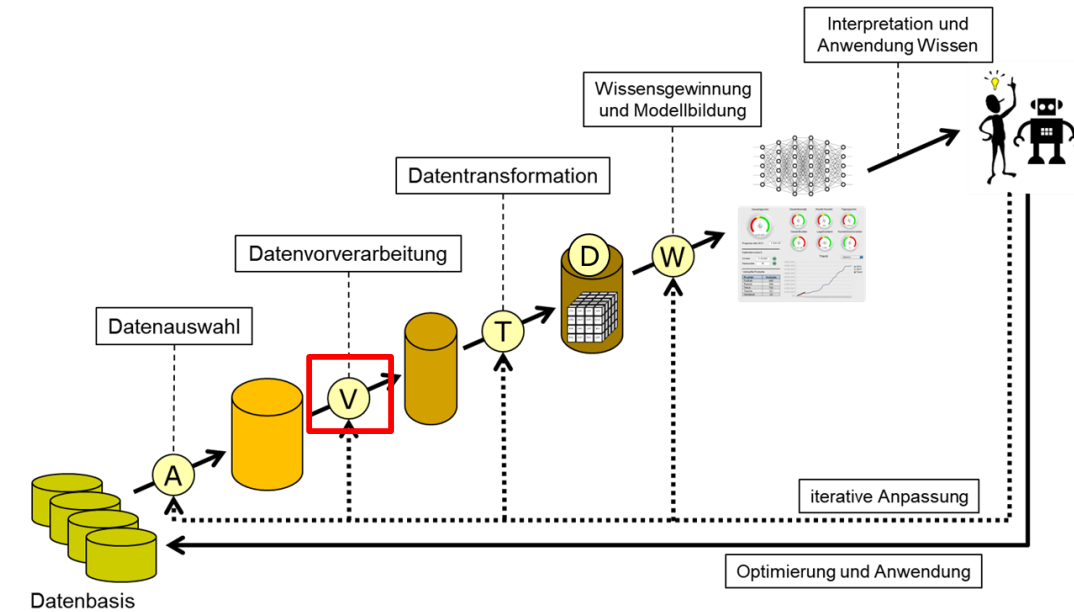 Interpretation und
Anwendung Wissen
Wissensgewinnung
und Modellbildung
Datentransformation
Datenvorverarbeitung
Datenauswahl
D
W
T
V
A
iterative Anpassung
Optimierung und Anwendung
Datenbasis